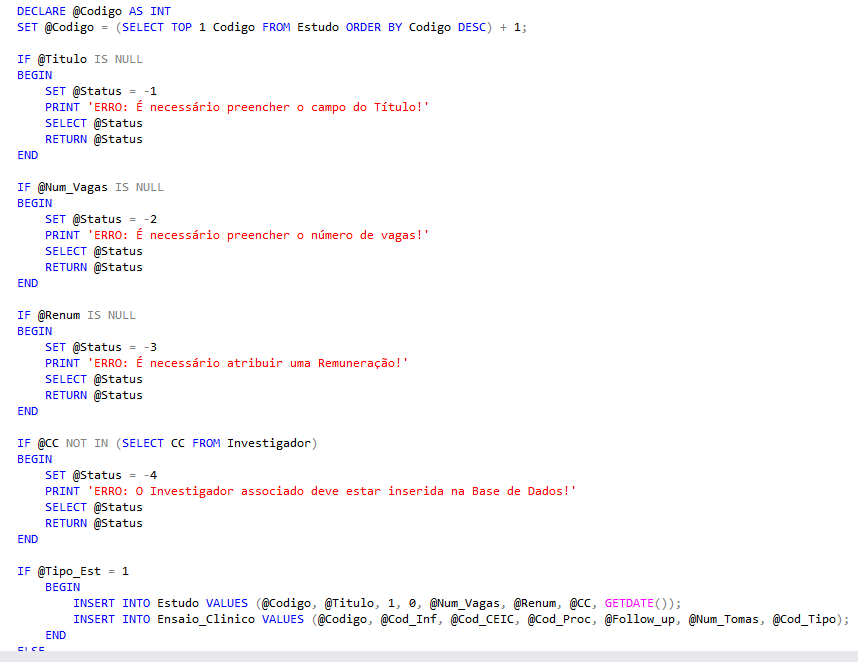 DECLARE @Codigo AS INT
SET @Codigo = (SELECT TOP 1 Codigo FROM Estudo ORDER BY Codigo DESC) + 1;
IF @Titulo IS NULL
BEGIN
SET @Status = -1
PRINT 'ERRO: É necessário preencher o campo do Título!'
SELECT @Status
RETURN @Status
END
IF @Num_Vagas IS NULL
BEGIN
SET @Status = -2
PRINT 'ERRO: É necessário preencher o número de vagas!'
SELECT @Status
RETURN @Status
END
IF @Renum IS NULL
BEGIN
SET @Status = -3
PRINT 'ERRO: É necessário atribuir uma Remuneração!'
SELECT @Status
RETURN @Status
END
IF @CC NOT IN (SELECT CC FROM Investigador)
BEGIN
SET @Status = -4
PRINT 'ERRO: O Investigador associado deve estar inserida na Base de Dados!'
SELECT @Status
RETURN @Status
END
IF @Tipo_Est = 1
BEGIN
INSERT INTO Estudo VALUES (@Codigo, @Titulo, 1, 0, @Num_Vagas, @Renum, @CC, GETDATE());
INSERT INTO Ensaio_Clinico VALUES (@Codigo, @Cod_Inf, @Cod_CEIC, @Cod_Proc, @Follow_up, @Num_Tomas, @Cod_Tipo);
END
ELSE